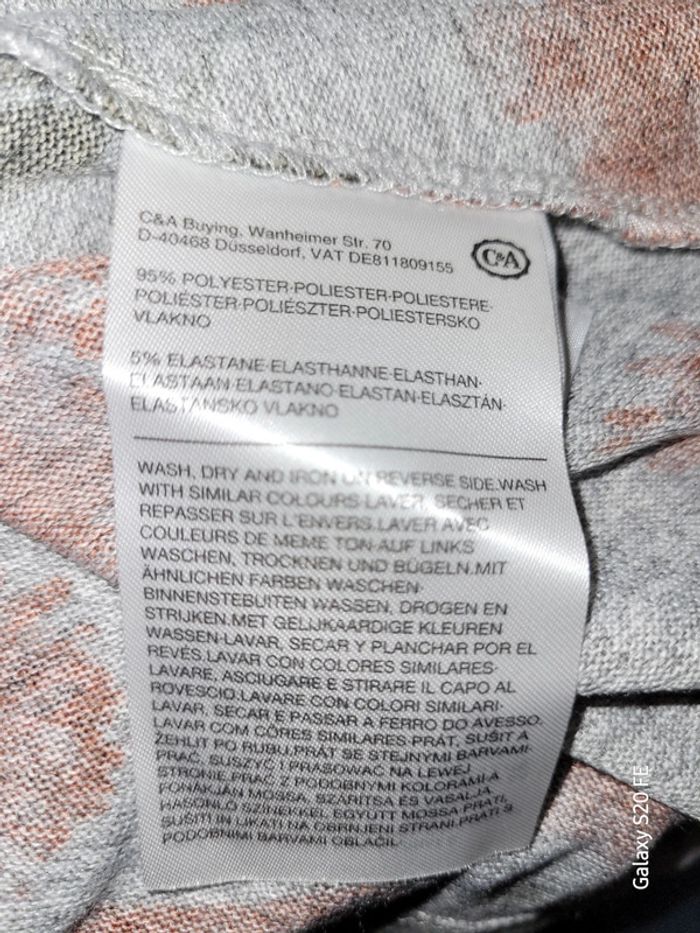 C&A Buying, Wanheimer Str. 70
D-40468 Düsseldorf, VAT DE811809155
C&A
95% POLYESTER·POLIESTER·POLIESTERE·
POLIÉSTER·POLIÉSZTER·POLIESTERSKO
VLAKNO
5% ELASTANE·ELASTHANNE·ELASTHAN·
ELASTAAN·ELASTANO·ELASTAN·ELASZTÁN·
ELASTANSKO VLAKNO
WASH, DRY AND IRON ON REVERSE SIDE.WASH
WITH SIMILAR COLOURS·LAVER, SECHER ET
REPASSER SUR L'ENVERS.LAVER AVEC
COULEURS DE MEME TON·AUF LINKS
WASCHEN, TROCKNEN UND BÜGELN.MIT
ÄHNLICHEN FARBEN WASCHEN·
BINNENSTEBUITEN WASSEN, DROGEN EN
STRIJKEN.MET GELIJKAARDIGE KLEUREN
WASSEN·LAVAR, SECAR Y PLANCHAR POR EL
REVÉS.LAVAR CON COLORES SIMILARES·
LAVARE, ASCIUGARE E STIRARE IL CAPO AL
ROVESCIO.LAVARE CON COLORI SIMILARI·
LAVAR, SECAR E PASSAR A FERRO DO AVESSO.
LAVAR COM CÔRES SIMILARES·PRÁT, SUŠIT A
ŽEHLIT PO RUBU.PRÁT SE STEJNÝMI BARVAMI·
PRAĆ, SUSZYĆ I PRASOWAĆ NA LEWEJ
STRONIE.PRAĆ Z PODOBNYMI KOLORAMI·A
FONÁKJÁN MOSSA, SZÁRÍTSA ÉS VASALJA.
HASONLÓ SZÍNEKKEL EGYÜTT MOSSA·PRATI,
SUŠITI IN LIKATI NA OBRNJENI STRANI.PRATI S
PODOBNIMI BARVAMI OBLAČIL
Galaxy S20 FE